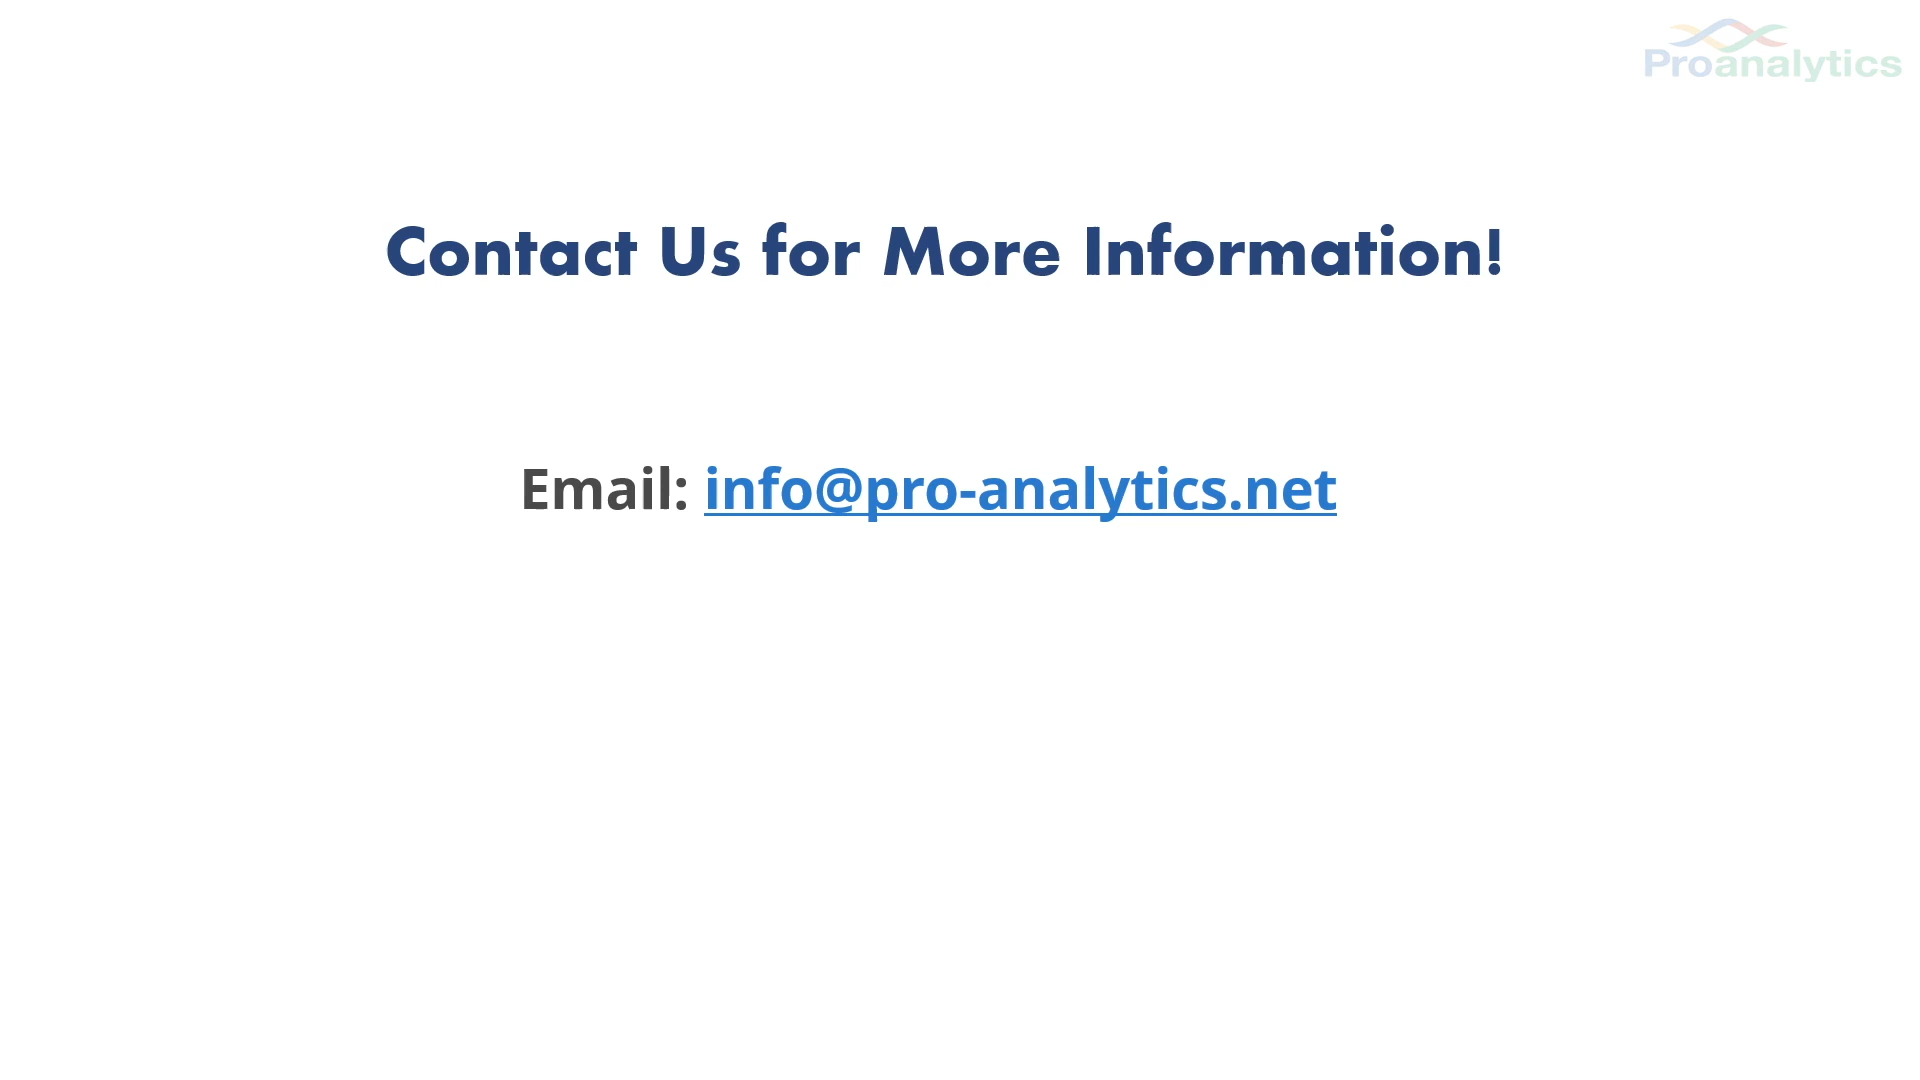 Proanalytics
Contact Us for More Information!
Email: info@pro-analytics.net